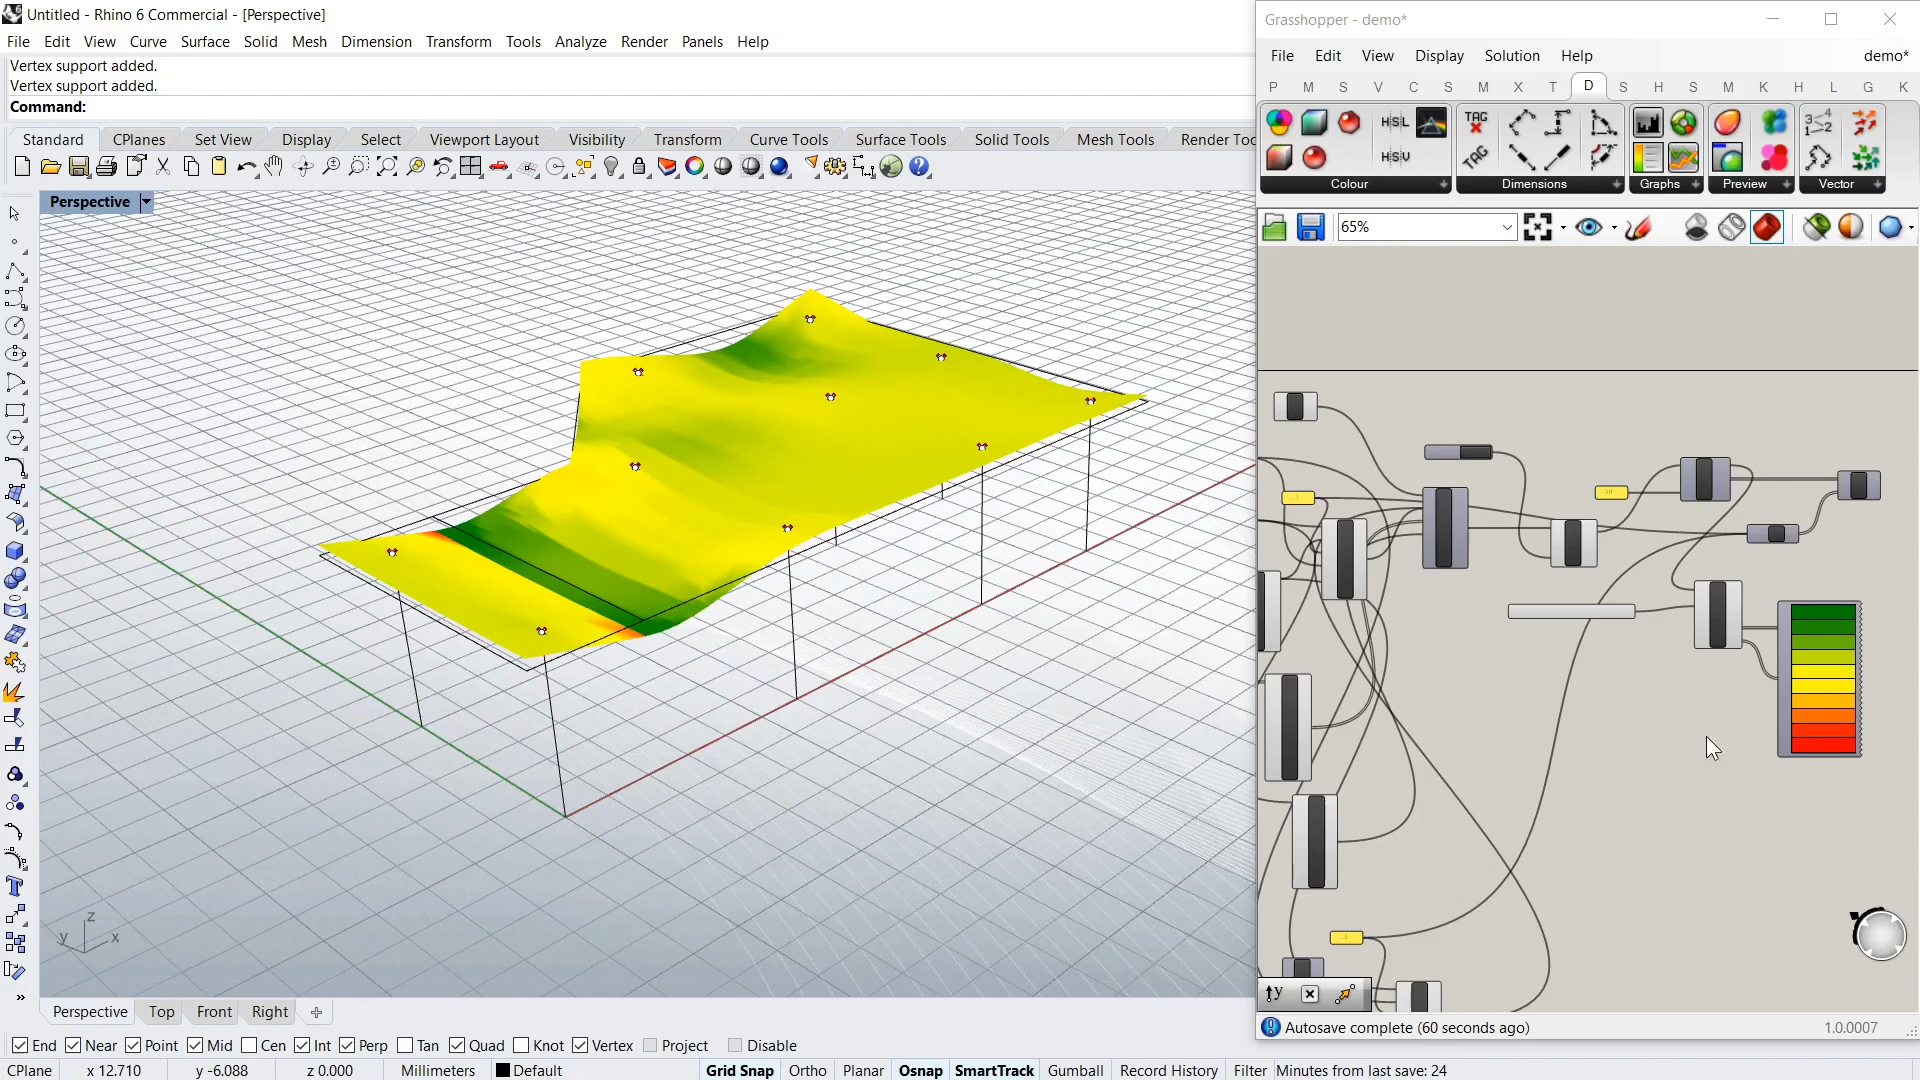 Untitled - Rhino 6 Commercial - [Perspective]
File Edit View Curve Surface Solid Mesh Dimension Transform Tools Analyze Render Panels Help
Vertex support added.
Vertex support added.
Command:
Standard CPlanes Set View Display Select Viewport Layout Visibility Transform Curve Tools Surface Tools Solid Tools Mesh Tools Render Too
Perspective
z
y x
Perspective Top Front Right
End Near Point Mid Cen Int Perp Tan Quad Knot Vertex Project Disable
CPlane x 12.710 y -6.088 z 0.000 Millimeters Default Grid Snap Ortho Planar Osnap SmartTrack Gumball Record History Filter Minutes from last save: 24
Grasshopper - demo*
File Edit View Display Solution Help demo*
P M S V C S M X T D S H S M K H L G K
HSL TAG
HSV TAG
Colour Dimensions Graphs Preview Vector
65%
Autosave complete (60 seconds ago) 1.0.0007